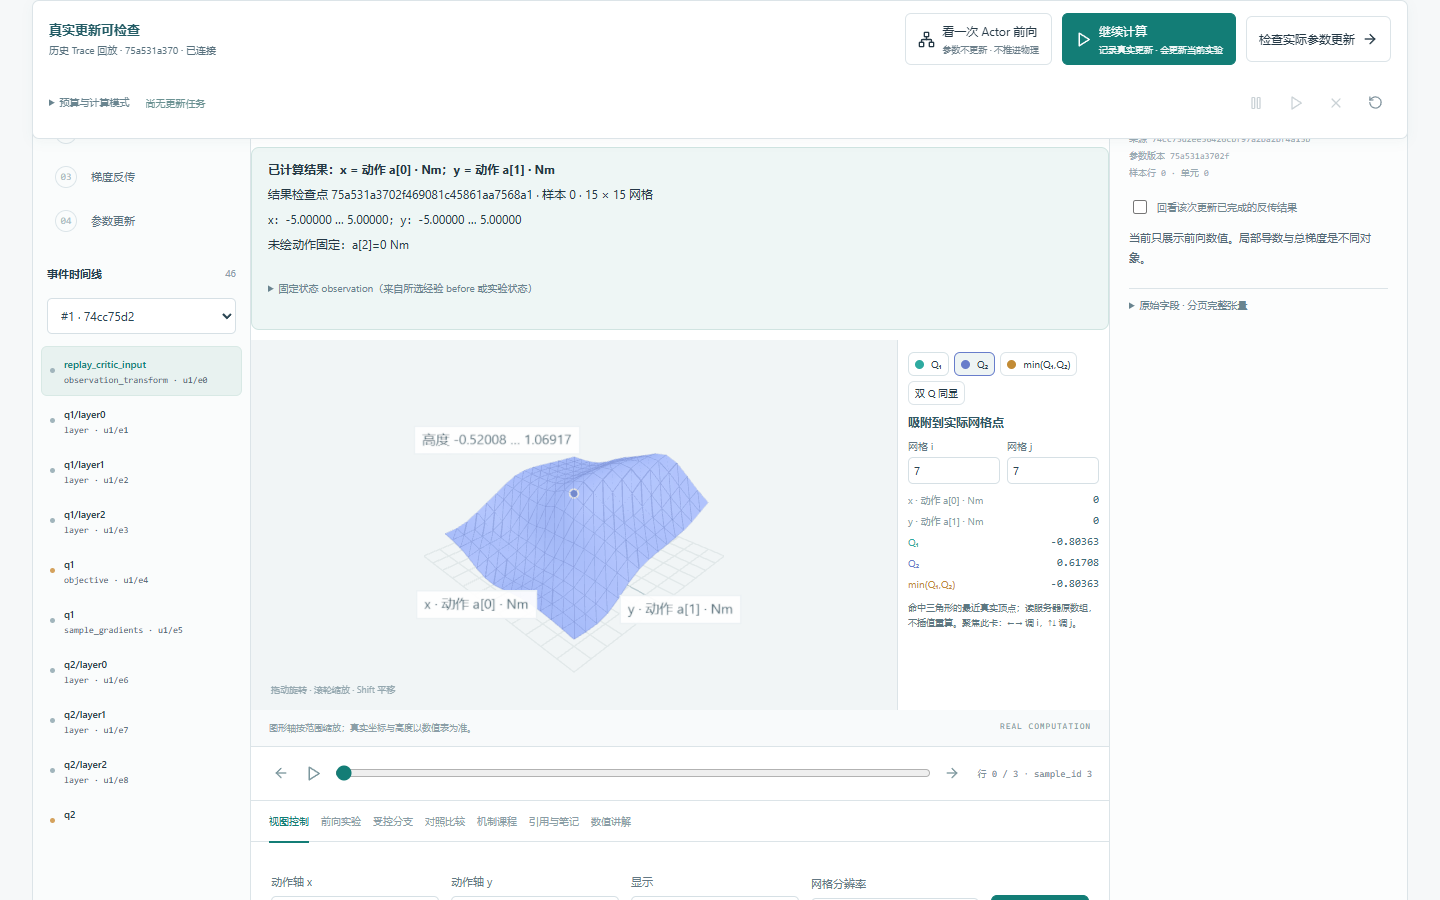 真实更新可检查
历史 Trace 回放 · 75a531a370 · 已连接
看一次 Actor 前向
参数不更新 · 不推进物理
继续计算
记录真实更新 · 会更新当前实验
检查实际参数更新
预算与计算模式
尚无更新任务
03
梯度反传
04
参数更新
事件时间线
46
#1 · 74cc75d2
replay_critic_input
observation_transform · u1/e0
q1/layer0
layer · u1/e1
q1/layer1
layer · u1/e2
q1/layer2
layer · u1/e3
q1
objective · u1/e4
q1
sample_gradients · u1/e5
q2/layer0
layer · u1/e6
q2/layer1
layer · u1/e7
q2/layer2
layer · u1/e8
q2
已计算结果：x = 动作 a[0] · Nm；y = 动作 a[1] · Nm
结果检查点 75a531a3702f469081c45861aa7568a1 · 样本 0 · 15 × 15 网格
x：-5.00000 … 5.00000；y：-5.00000 … 5.00000
未绘动作固定：a[2]=0 Nm
固定状态 observation（来自所选经验 before 或实验状态）
高度 -0.52008 … 1.06917
x · 动作 a[0] · Nm
y · 动作 a[1] · Nm
拖动旋转 · 滚轮缩放 · Shift 平移
图形轴按范围缩放；真实坐标与高度以数值表为准。
REAL COMPUTATION
Q₁
Q₂
min(Q₁,Q₂)
双 Q 同显
吸附到实际网格点
网格 i
网格 j
7
7
x · 动作 a[0] · Nm
0
y · 动作 a[1] · Nm
0
Q₁
-0.80363
Q₂
0.61708
min(Q₁,Q₂)
-0.80363
命中三角形的最近真实顶点；读服务器原数组，
不插值重算。聚焦此卡：←→ 调 i，↑↓ 调 j。
行 0 / 3 · sample_id 3
视图控制
前向实验
受控分支
对照比较
机制课程
引用与笔记
数值讲解
动作轴 x
动作轴 y
显示
网格分辨率
参数版本 75a531a3702f
样本行 0 · 单元 0
回看该次更新已完成的反传结果
当前只展示前向数值。局部导数与总梯度是不同对
象。
原始字段 · 分页完整张量